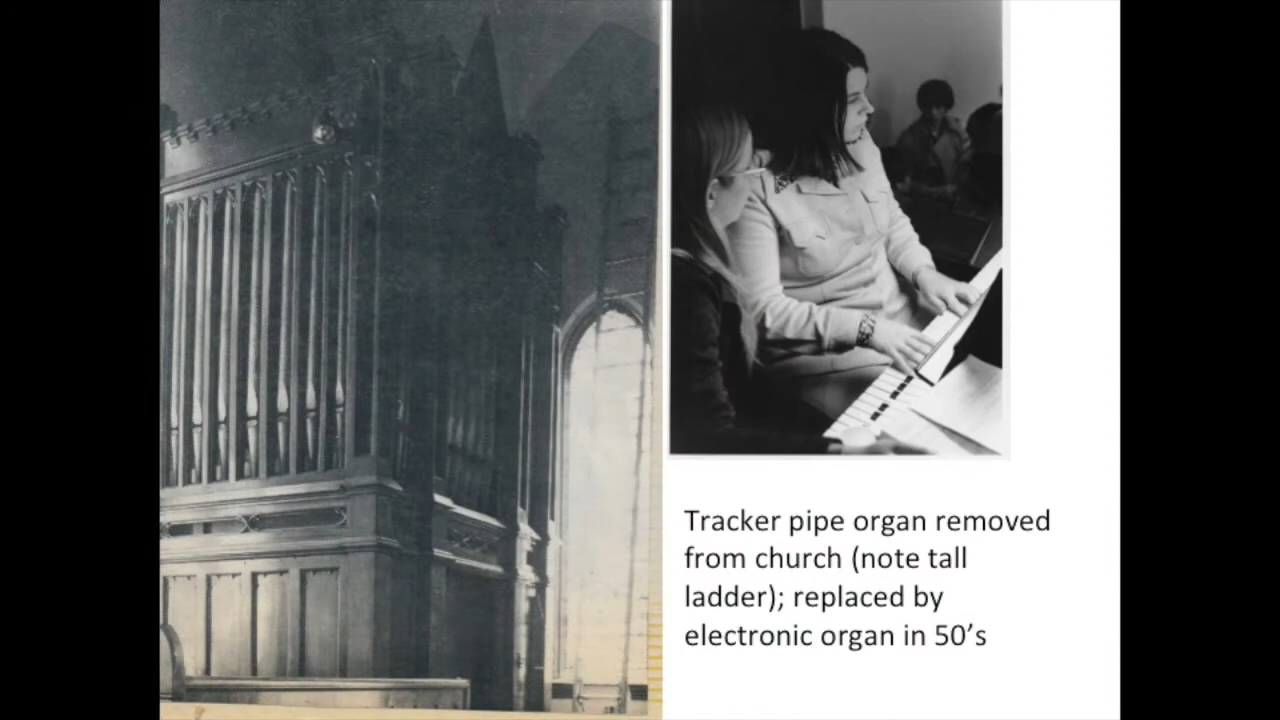 Tracker pipe organ removed
from church (note tall
ladder); replaced by
electronic organ in 50’s